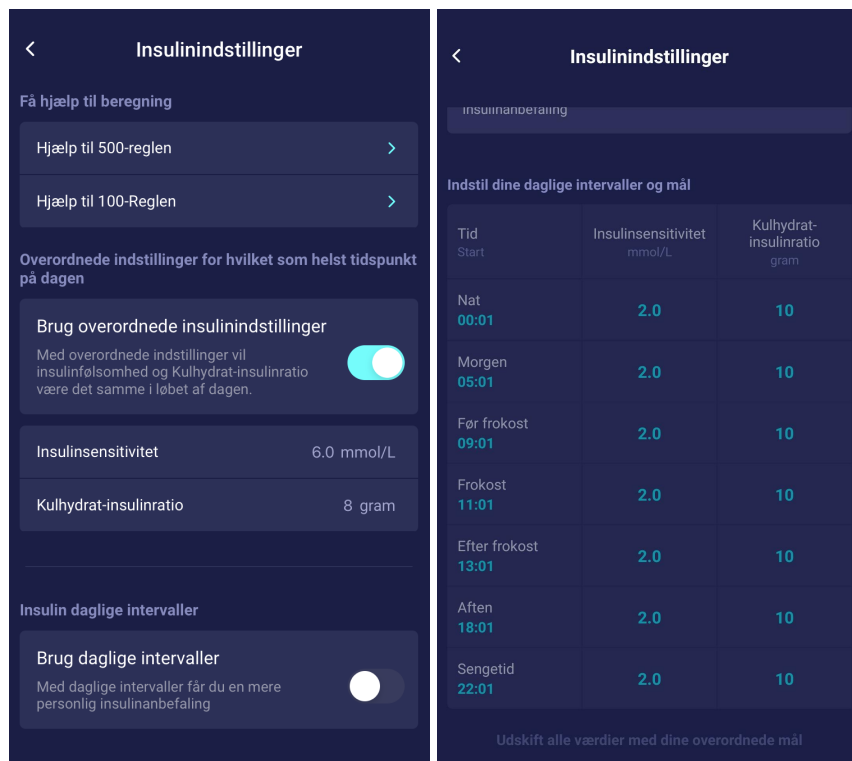 Insulinindstillinger
Få hjælp til beregning
Hjælp til 500-reglen
Hjælp til 100-Reglen
Overordnede indstillinger for hvilket som helst tidspunkt
på dagen
Brug overordnede insulinindstillinger
Med overordnede indstillinger vil
insulinfølsomhed og Kulhydrat-insulinratio
være det samme i løbet af dagen.
Insulinsensitivitet 6.0 mmol/L
Kulhydrat-insulinratio 8 gram
Insulin daglige intervaller
Brug daglige intervaller
Med daglige intervaller får du en mere
personlig insulinanbefaling
Insulinindstillinger
insulinanbefaling
Indstil dine daglige intervaller og mål
Tid
Start
Insulinsensitivitet
mmol/L
Kulhydrat-
insulinratio
gram
Nat
00:01 2.0 10
Morgen
05:01 2.0 10
Før frokost
09:01 2.0 10
Frokost
11:01 2.0 10
Efter frokost
13:01 2.0 10
Aften
18:01 2.0 10
Sengetid
22:01 2.0 10
Udskift alle værdier med dine overordnede mål